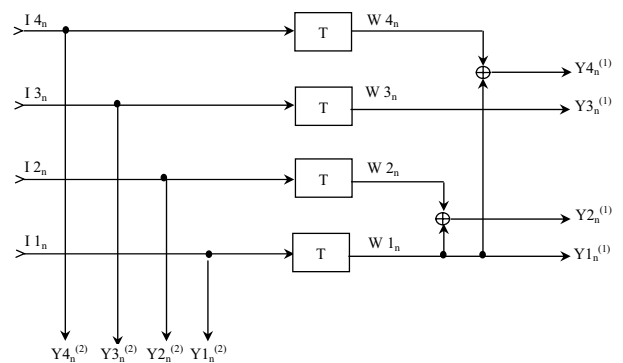 I 4ₙ T W 4ₙ
Y4ₙ⁽¹⁾
I 3ₙ T W 3ₙ Y3ₙ⁽¹⁾
I 2ₙ T W 2ₙ
Y2ₙ⁽¹⁾
I 1ₙ T W 1ₙ Y1ₙ⁽¹⁾
Y4ₙ⁽²⁾ Y3ₙ⁽²⁾ Y2ₙ⁽²⁾ Y1ₙ⁽²⁾